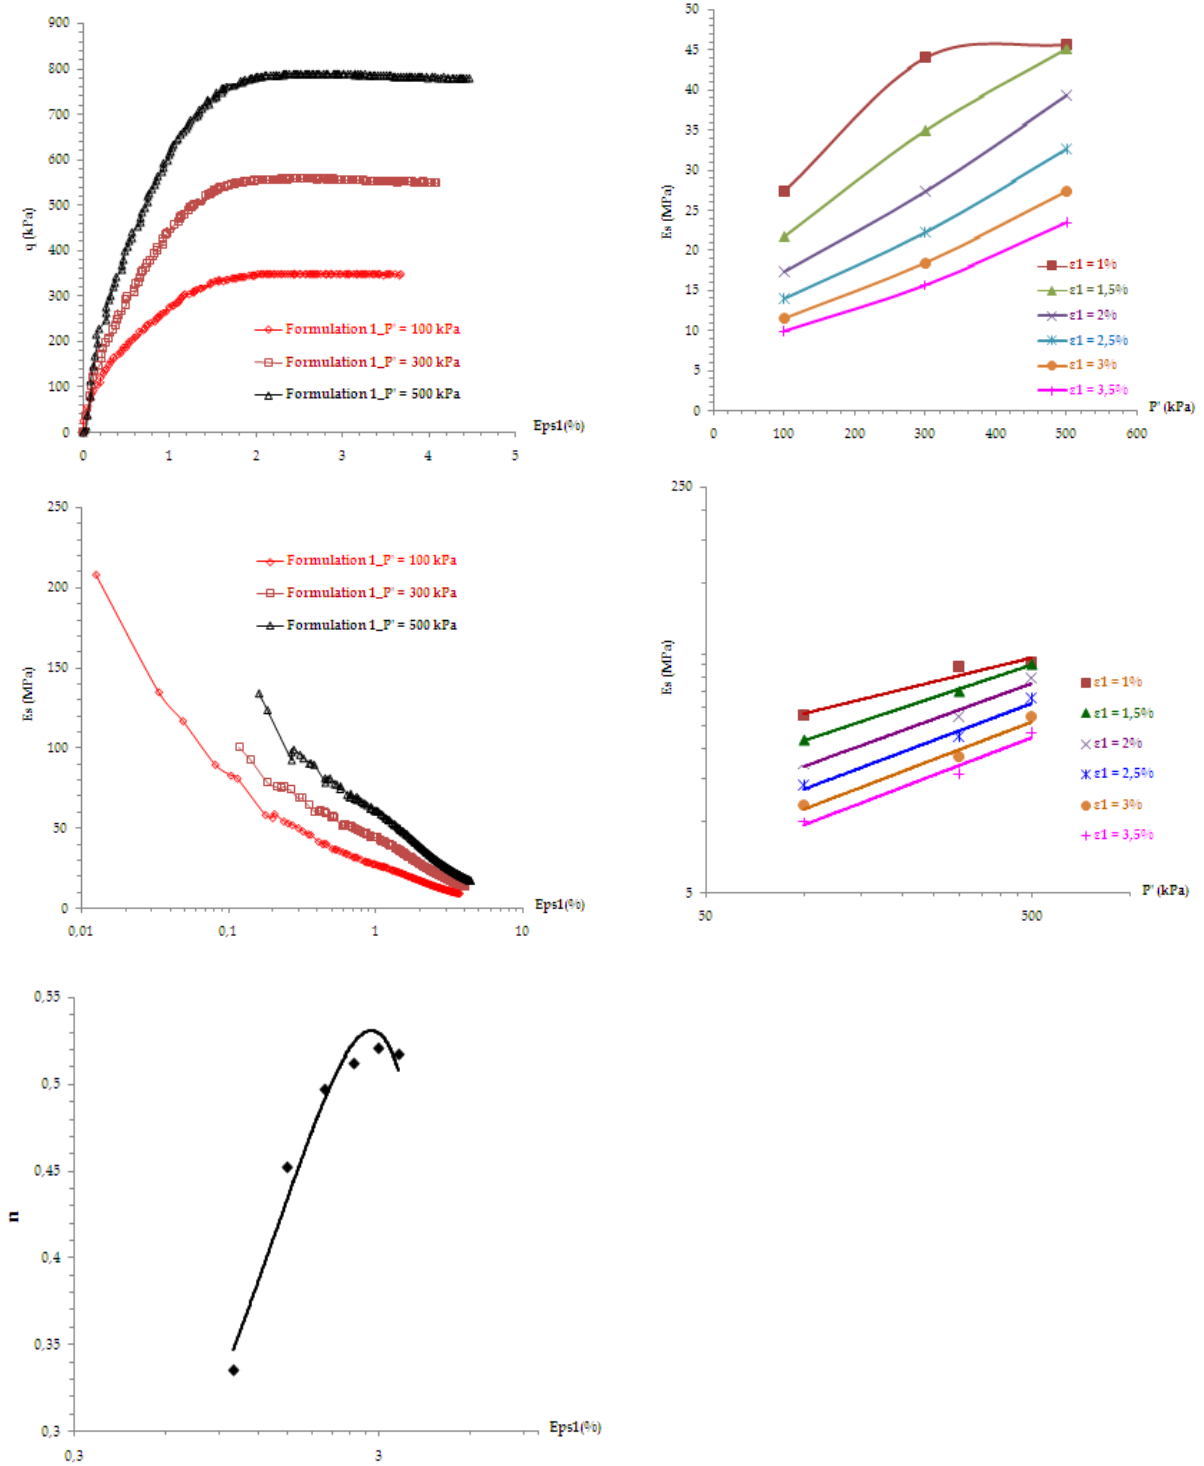 900
800
700
600
500
400
300
200
100
0
q (kPa)
Formulation 1_P' = 100 kPa
Formulation 1_P' = 300 kPa
Formulation 1_P' = 500 kPa
Eps1(%)
0 1 2 3 4 5
50
45
40
35
30
25
20
15
10
5
0
Es (MPa)
ε1 = 1%
ε1 = 1,5%
ε1 = 2%
ε1 = 2,5%
ε1 = 3%
ε1 = 3,5%
P' (kPa)
0 100 200 300 400 500 600
250
200
150
100
50
0
Es (MPa)
Formulation 1_P' = 100 kPa
Formulation 1_P' = 300 kPa
Formulation 1_P' = 500 kPa
Eps1(%)
0,01 0,1 1 10
250
5
Es (MPa)
ε1 = 1%
ε1 = 1,5%
ε1 = 2%
ε1 = 2,5%
ε1 = 3%
ε1 = 3,5%
P' (kPa)
50 500
0,55
0,5
0,45
0,4
0,35
0,3
n
Eps1(%)
0,3 3